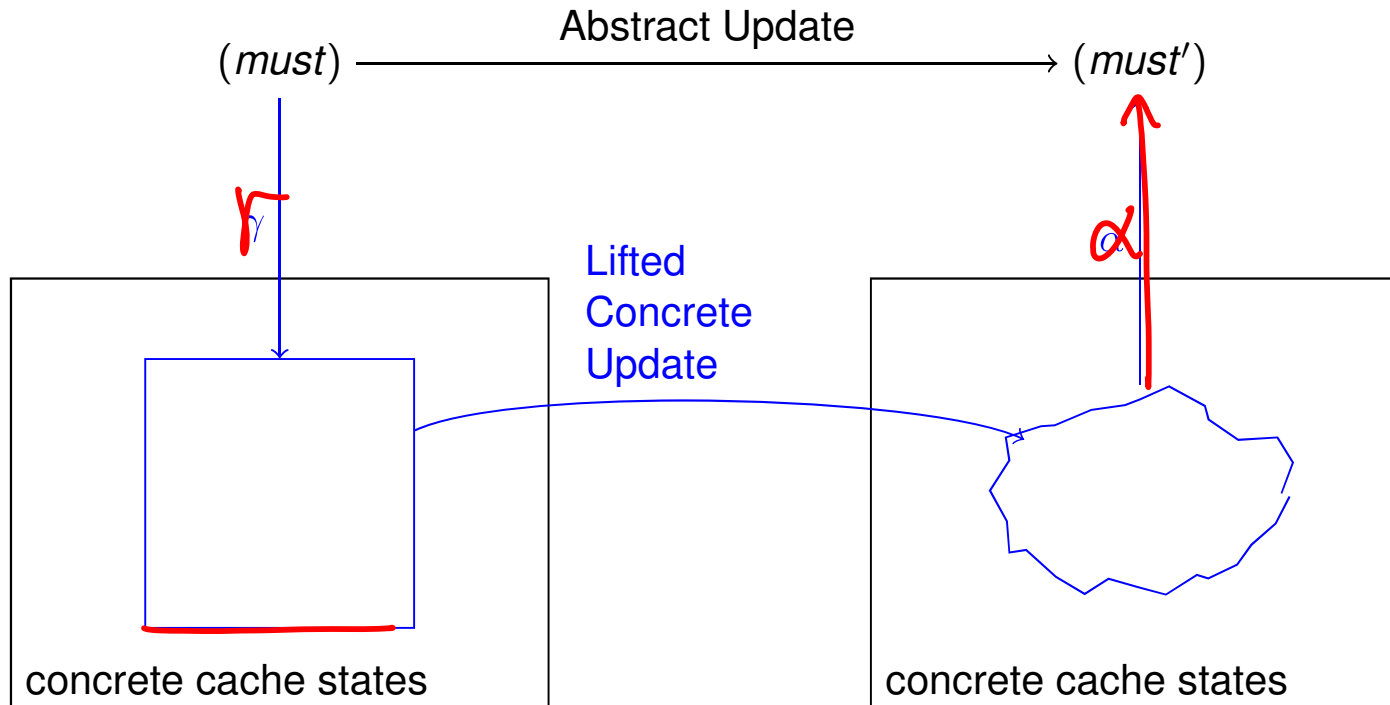 Abstract Update
(must)
(must′)
γ
γ
α
α
Lifted
Concrete
Update
concrete cache states
concrete cache states